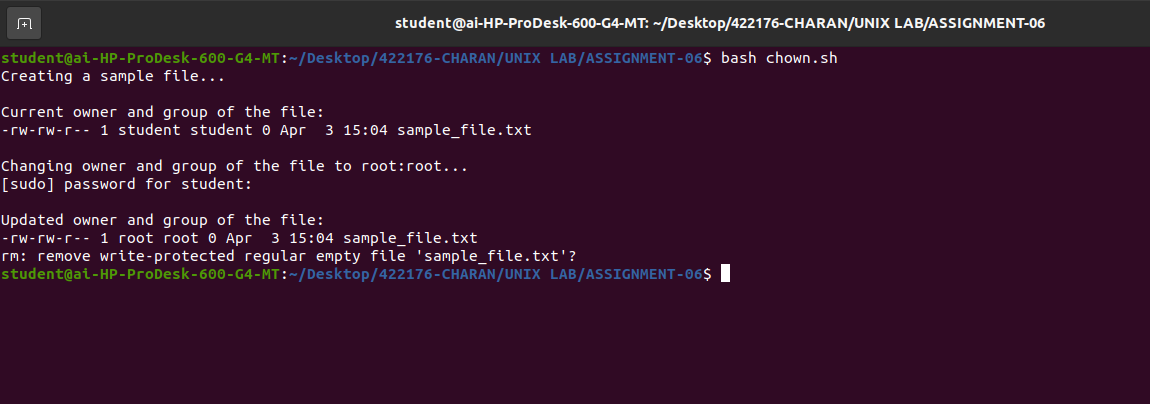 student@ai-HP-ProDesk-600-G4-MT: ~/Desktop/422176-CHARAN/UNIX LAB/ASSIGNMENT-06
student@ai-HP-ProDesk-600-G4-MT:~/Desktop/422176-CHARAN/UNIX LAB/ASSIGNMENT-06$ bash chown.sh
Creating a sample file...

Current owner and group of the file:
-rw-rw-r-- 1 student student 0 Apr  3 15:04 sample_file.txt

Changing owner and group of the file to root:root...
[sudo] password for student:

Updated owner and group of the file:
-rw-rw-r-- 1 root root 0 Apr  3 15:04 sample_file.txt
rm: remove write-protected regular empty file 'sample_file.txt'?
student@ai-HP-ProDesk-600-G4-MT:~/Desktop/422176-CHARAN/UNIX LAB/ASSIGNMENT-06$